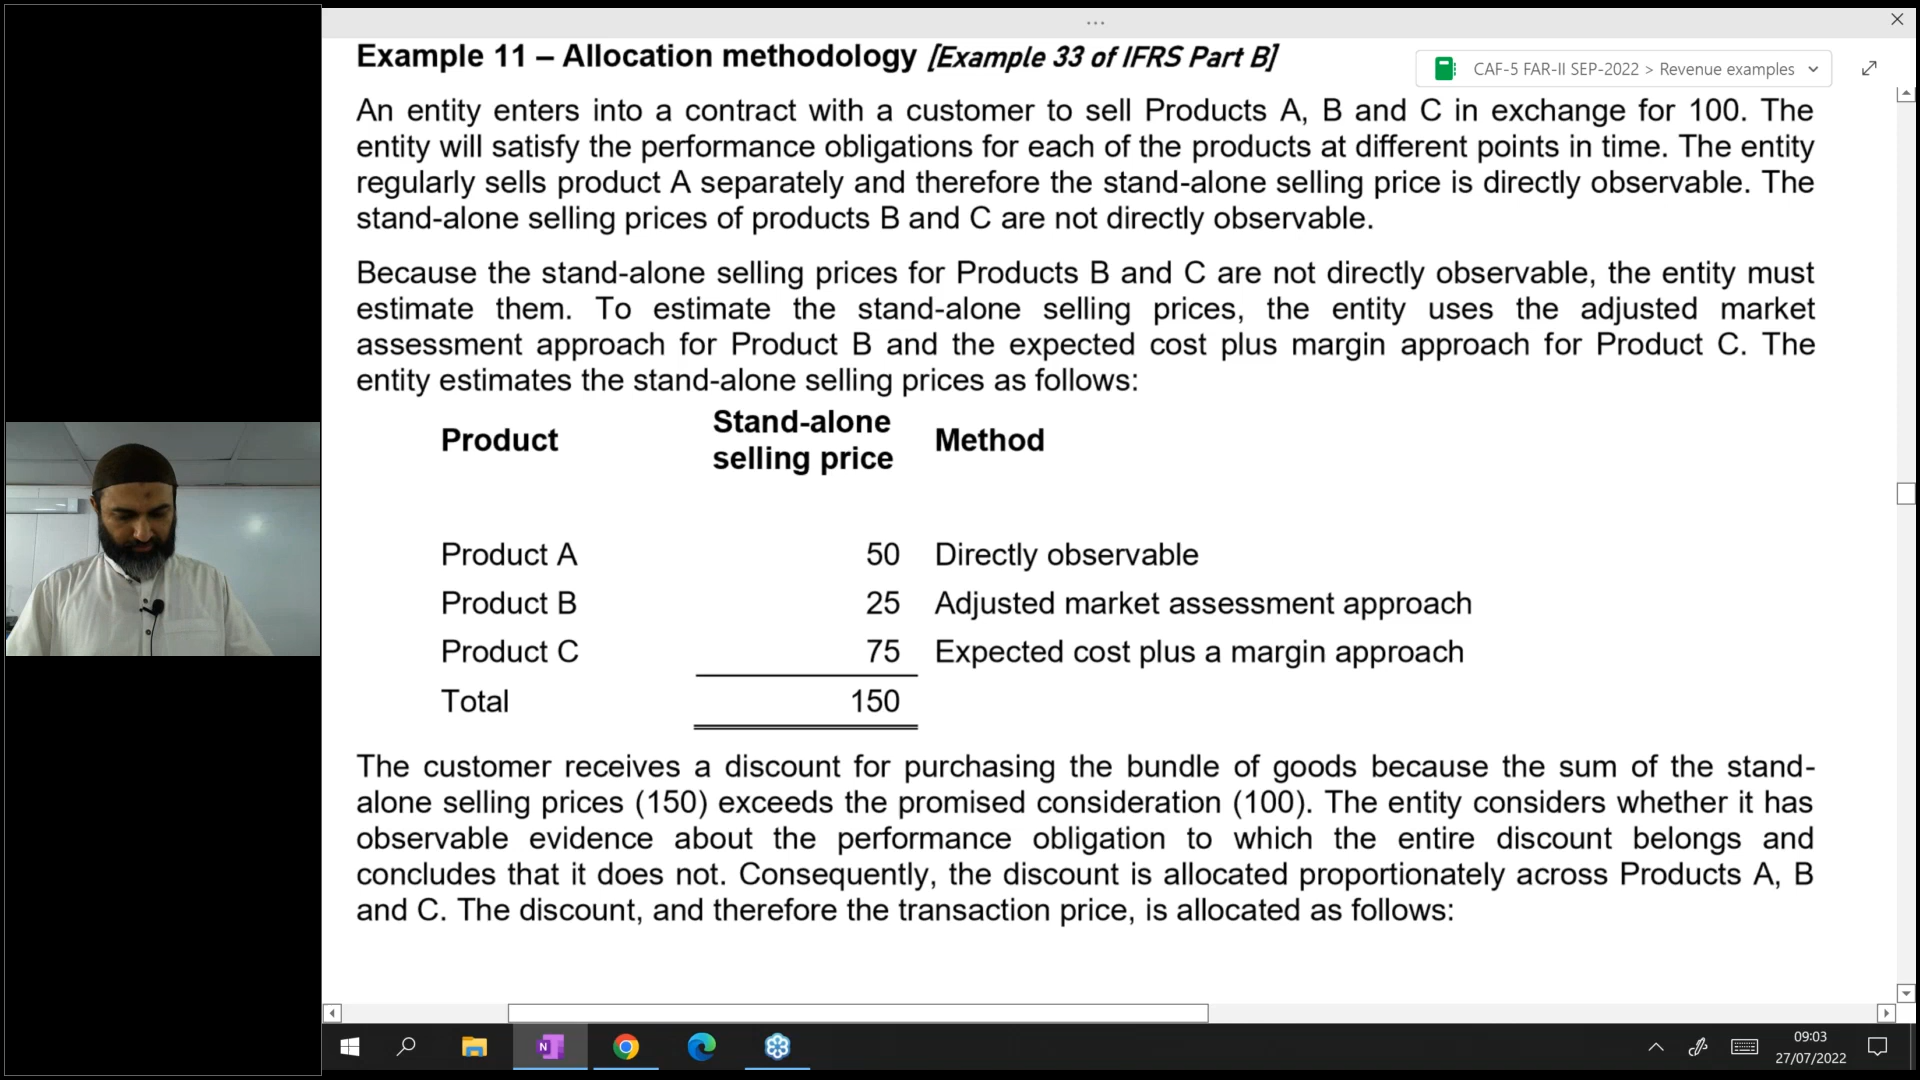 Example 11 – Allocation methodology [Example 33 of IFRS Part B]
CAF-5 FAR-II SEP-2022 > Revenue examples
An entity enters into a contract with a customer to sell Products A, B and C in exchange for 100. The
entity will satisfy the performance obligations for each of the products at different points in time. The entity
regularly sells product A separately and therefore the stand-alone selling price is directly observable. The
stand-alone selling prices of products B and C are not directly observable.
Because the stand-alone selling prices for Products B and C are not directly observable, the entity must
estimate them. To estimate the stand-alone selling prices, the entity uses the adjusted market
assessment approach for Product B and the expected cost plus margin approach for Product C. The
entity estimates the stand-alone selling prices as follows:
Product Stand-alone selling price Method
Product A 50 Directly observable
Product B 25 Adjusted market assessment approach
Product C 75 Expected cost plus a margin approach
Total 150
The customer receives a discount for purchasing the bundle of goods because the sum of the stand-
alone selling prices (150) exceeds the promised consideration (100). The entity considers whether it has
observable evidence about the performance obligation to which the entire discount belongs and
concludes that it does not. Consequently, the discount is allocated proportionately across Products A, B
and C. The discount, and therefore the transaction price, is allocated as follows:
N
09:03
27/07/2022